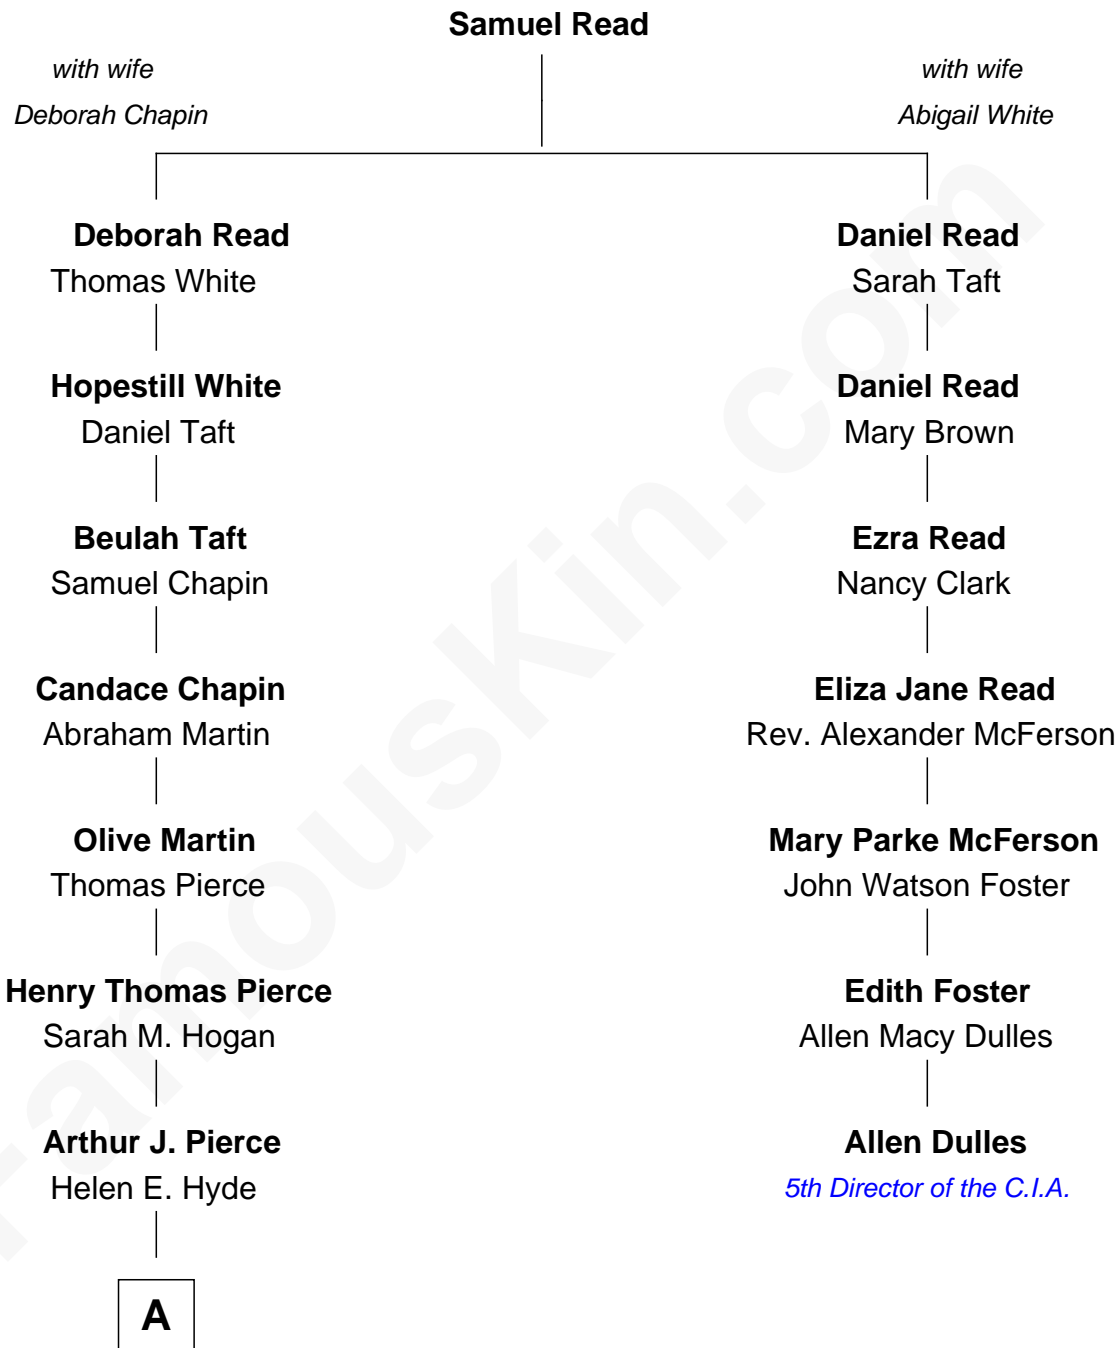 Samuel Read
with wife
Deborah Chapin
with wife
Abigail White
Deborah Read
Thomas White
Daniel Read
Sarah Taft
Hopestill White
Daniel Taft
Daniel Read
Mary Brown
Beulah Taft
Samuel Chapin
Ezra Read
Nancy Clark
Candace Chapin
Abraham Martin
Eliza Jane Read
Rev. Alexander McFerson
Olive Martin
Thomas Pierce
Mary Parke McFerson
John Watson Foster
Henry Thomas Pierce
Sarah M. Hogan
Edith Foster
Allen Macy Dulles
Arthur J. Pierce
Helen E. Hyde
Allen Dulles
5th Director of the C.I.A.
A
FamousKin.com